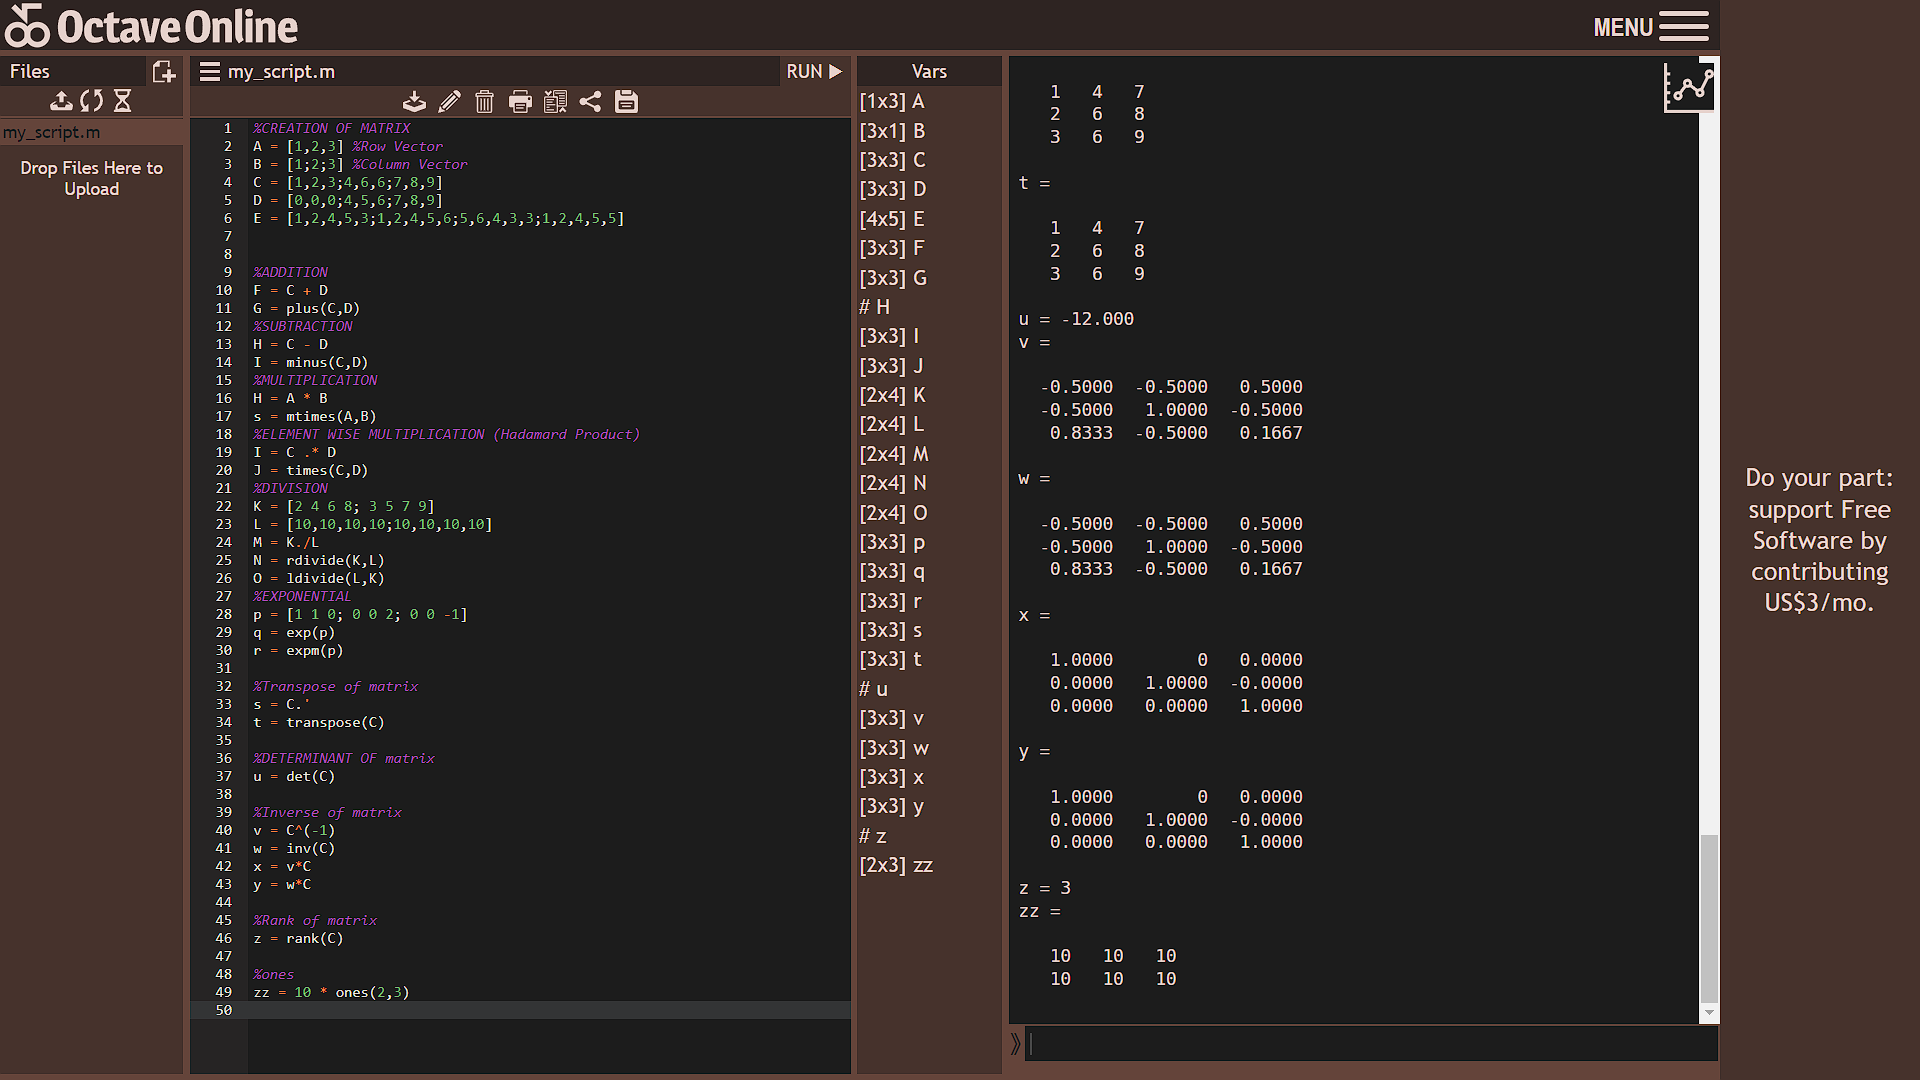 Octave Online
MENU
Files
my_script.m
Drop Files Here to
Upload
my_script.m
RUN
1 %CREATION OF MATRIX
2 A = [1,2,3] %Row Vector
3 B = [1;2;3] %Column Vector
4 C = [1,2,3;4,6,6;7,8,9]
5 D = [0,0,0;4,5,6;7,8,9]
6 E = [1,2,4,5,3;1,2,4,5,6;5,6,4,3,3;1,2,4,5,5]
7
8
9 %ADDITION
10 F = C + D
11 G = plus(C,D)
12 %SUBTRACTION
13 H = C - D
14 I = minus(C,D)
15 %MULTIPLICATION
16 H = A * B
17 s = mtimes(A,B)
18 %ELEMENT WISE MULTIPLICATION (Hadamard Product)
19 I = C .* D
20 J = times(C,D)
21 %DIVISION
22 K = [2 4 6 8; 3 5 7 9]
23 L = [10,10,10,10;10,10,10,10]
24 M = K./L
25 N = rdivide(K,L)
26 O = ldivide(L,K)
27 %EXPONENTIAL
28 p = [1 1 0; 0 0 2; 0 0 -1]
29 q = exp(p)
30 r = expm(p)
31
32 %Transpose of matrix
33 s = C.'
34 t = transpose(C)
35
36 %DETERMINANT OF matrix
37 u = det(C)
38
39 %Inverse of matrix
40 v = C^(-1)
41 w = inv(C)
42 x = v*C
43 y = w*C
44
45 %Rank of matrix
46 z = rank(C)
47
48 %ones
49 zz = 10 * ones(2,3)
50
Vars
[1x3] A
[3x1] B
[3x3] C
[3x3] D
[4x5] E
[3x3] F
[3x3] G
# H
[3x3] I
[3x3] J
[2x4] K
[2x4] L
[2x4] M
[2x4] N
[2x4] O
[3x3] p
[3x3] q
[3x3] r
[3x3] s
[3x3] t
# u
[3x3] v
[3x3] w
[3x3] x
[3x3] y
# z
[2x3] zz
1 4 7
2 6 8
3 6 9
t =
1 4 7
2 6 8
3 6 9
u = -12.000
v =
-0.5000 -0.5000 0.5000
-0.5000 1.0000 -0.5000
0.8333 -0.5000 0.1667
w =
-0.5000 -0.5000 0.5000
-0.5000 1.0000 -0.5000
0.8333 -0.5000 0.1667
x =
1.0000 0 0.0000
0.0000 1.0000 -0.0000
0.0000 0.0000 1.0000
y =
1.0000 0 0.0000
0.0000 1.0000 -0.0000
0.0000 0.0000 1.0000
z = 3
zz =
10 10 10
10 10 10
Do your part:
support Free
Software by
contributing
US$3/mo.